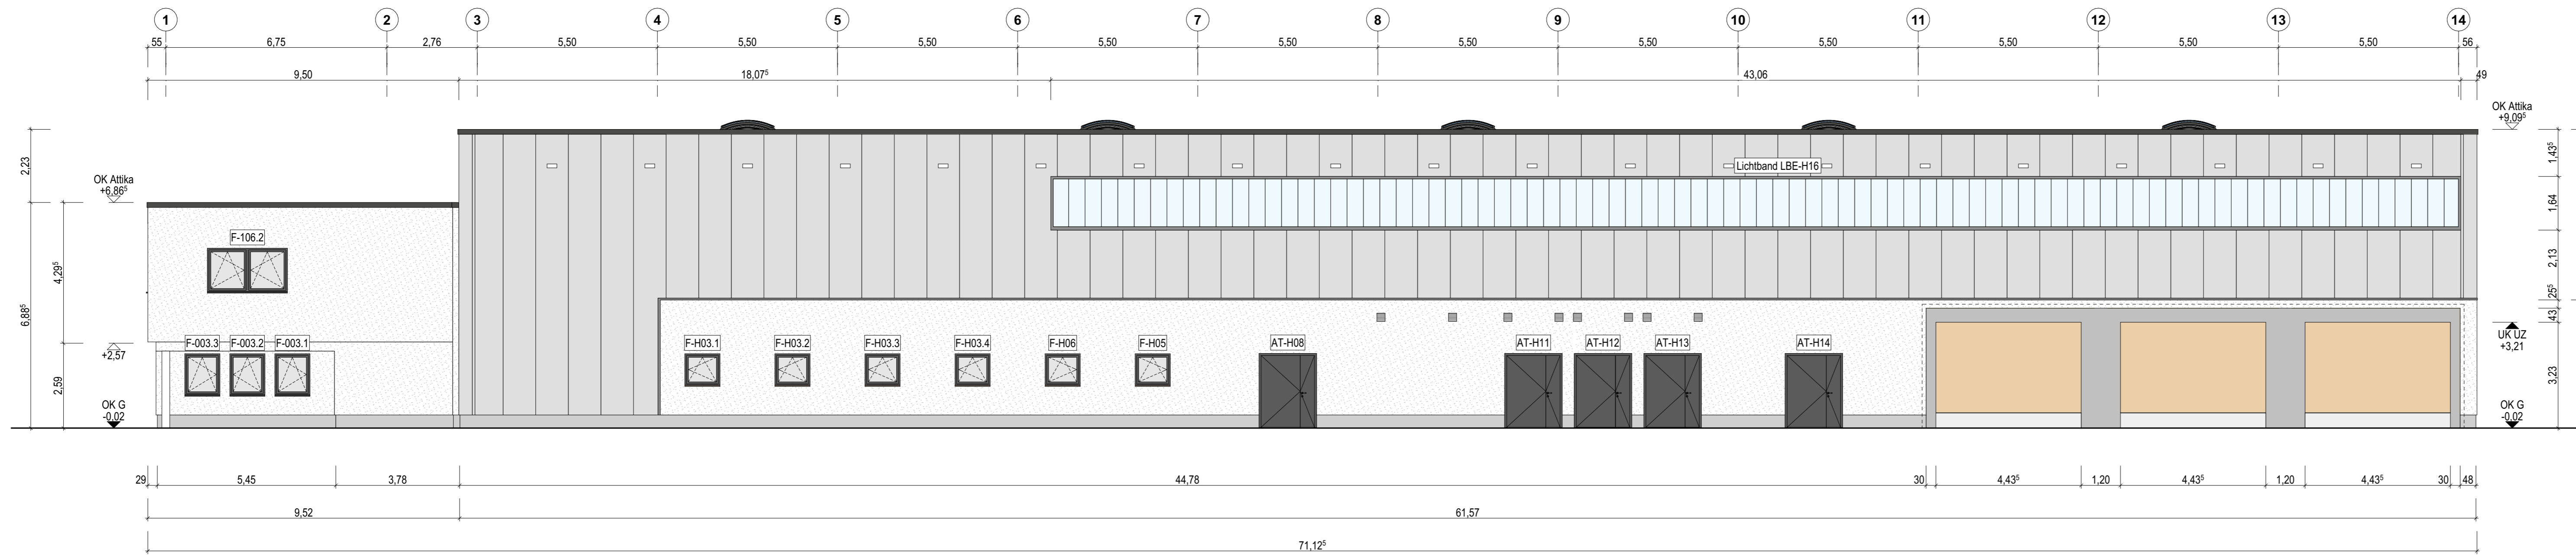 1 2 3 4 5 6 7 8 9 10 11 12 13 14
55 6,75 2,76 5,50 5,50 5,50 5,50 5,50 5,50 5,50 5,50 5,50 5,50 5,50 56
9,50 18,07⁵ 43,06 49
OK Attika
+9,09⁵
2,23
1,43⁵
Lichtband LBE-H16
OK Attika
+6,86⁵
1,64
F-106.2
4,29⁵
2,13
6,88⁵
25⁵
43
F-003.3 F-003.2 F-003.1 F-H03.1 F-H03.2 F-H03.3 F-H03.4 F-H06 F-H05 AT-H08 AT-H11 AT-H12 AT-H13 AT-H14
+2,57
UK UZ
+3,21
2,59
3,23
OK G
-0,02
OK G
-0,02
29 5,45 3,78 44,78 30 4,43⁵ 1,20 4,43⁵ 1,20 4,43⁵ 30 48
9,52 61,57
71,12⁵